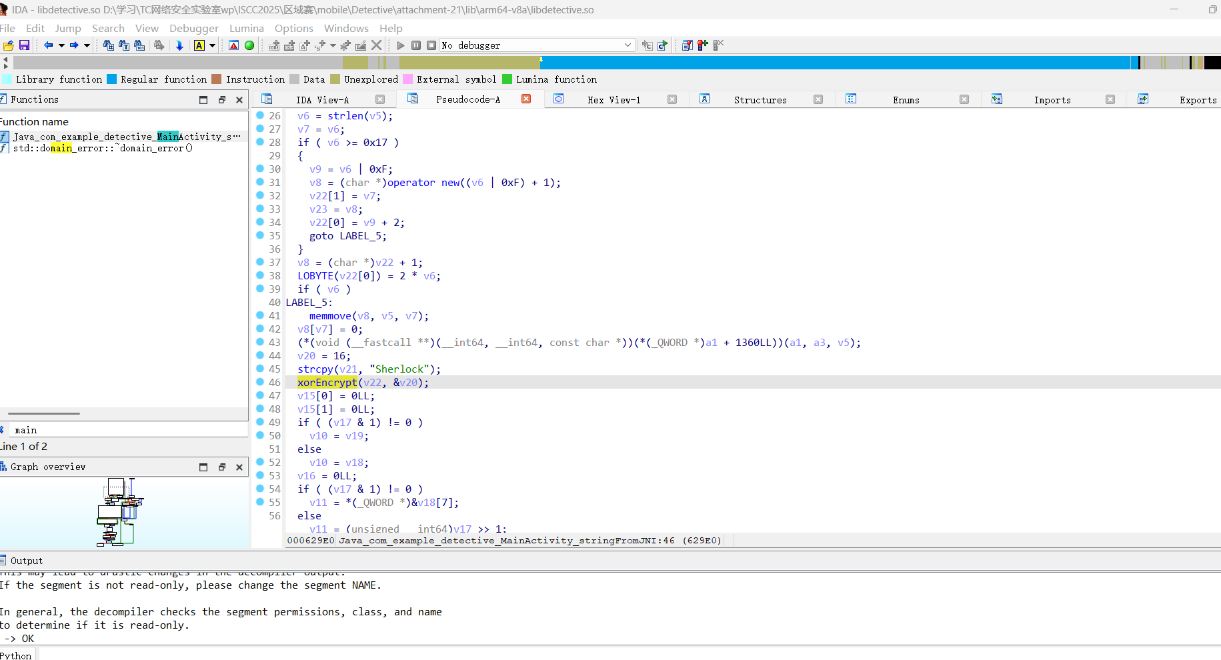 IDA - libdetective.so D:\学习\TC网络安全实验室wp\ISCC2025\区域赛\mobile\Detective\attachment-21\lib\arm64-v8a\libdetective.so
File Edit Jump Search View Debugger Lumina Options Windows Help
No debugger
Library function Regular function Instruction Data Unexplored External symbol Lumina function
Functions
IDA View-A Pseudocode-A Hex View-1 Structures Enums Imports Exports
Function name
Java_com_example_detective_MainActivity_s…
std::domain_error::~domain_error()
main
Line 1 of 2
Graph overview
26 v6 = strlen(v5);
27 v7 = v6;
28 if ( v6 >= 0x17 )
29 {
30 v9 = v6 | 0xF;
31 v8 = (char *)operator new((v6 | 0xF) + 1);
32 v22[1] = v7;
33 v23 = v8;
34 v22[0] = v9 + 2;
35 goto LABEL_5;
36 }
37 v8 = (char *)v22 + 1;
38 LOBYTE(v22[0]) = 2 * v6;
39 if ( v6 )
40 LABEL_5:
41 memmove(v8, v5, v7);
42 v8[v7] = 0;
43 (*(void (__fastcall **)(__int64, __int64, const char *))(*(_QWORD *)a1 + 1360LL))(a1, a3, v5);
44 v20 = 16;
45 strcpy(v21, "Sherlock");
46 xorEncrypt(v22, &v20);
47 v15[0] = 0LL;
48 v15[1] = 0LL;
49 if ( (v17 & 1) != 0 )
50 v10 = v19;
51 else
52 v10 = v18;
53 v16 = 0LL;
54 if ( (v17 & 1) != 0 )
55 v11 = *(_QWORD *)&v18[7];
56 else
v11 = (unsigned __int64)v17 >> 1;
000629E0 Java_com_example_detective_MainActivity_stringFromJNI:46 (629E0)
Output
This may lead to drastic changes in the decompiler output.
If the segment is not read-only, please change the segment NAME.
In general, the decompiler checks the segment permissions, class, and name
to determine if it is read-only.
-> OK
Python